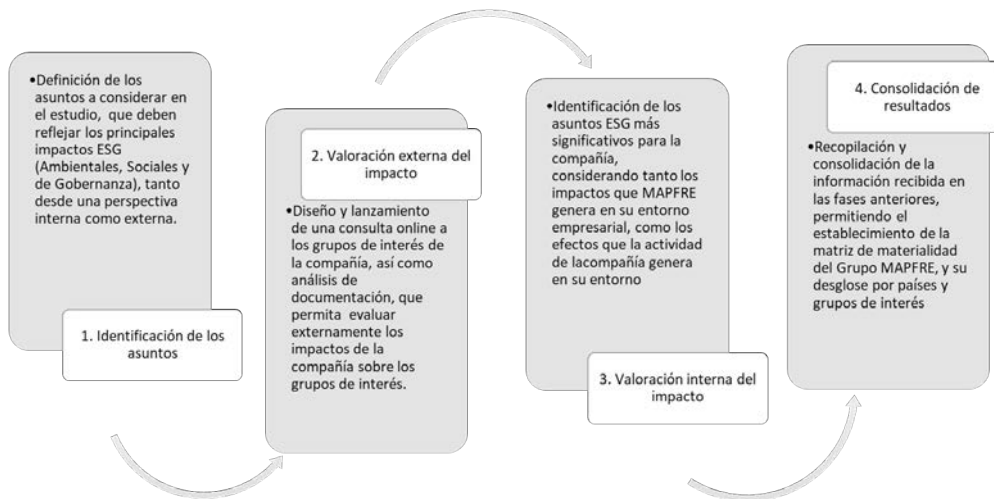 •Definición de los
asuntos a considerar en
el estudio, que deben
reflejar los principales
impactos ESG
(Ambientales, Sociales y
de Gobernanza), tanto
desde una perspectiva
interna como externa.
1. Identificación de los
asuntos
2. Valoración externa del
impacto
•Diseño y lanzamiento
de una consulta online a
los grupos de interés de
la compañía, así como
análisis de
documentación, que
permita evaluar
externamente los
impactos de la
compañía sobre los
grupos de interés.
•Identificación de los
asuntos ESG más
significativos para la
compañía,
considerando tanto los
impactos que MAPFRE
genera en su entorno
empresarial, como los
efectos que la actividad
de lacompañía genera
en su entorno
3. Valoración interna del
impacto
4. Consolidación de
resultados
•Recopilación y
consolidación de la
información recibida en
las fases anteriores,
permitiendo el
establecimiento de la
matriz de materialidad
del Grupo MAPFRE, y su
desglose por países y
grupos de interés